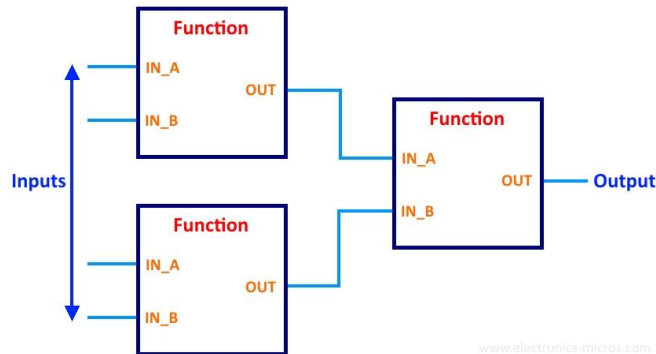 Function
IN_A
OUT
IN_B
Function
IN_A
OUT
IN_B
Inputs
Output
Function
IN_A
OUT
IN_B
www.electronics-micros.com